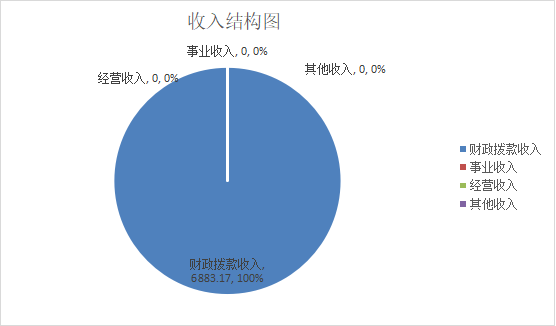 收入结构图
事业收入, 0, 0%
其他收入, 0, 0%
经营收入, 0, 0%
财政拨款收入,
6883.17, 100%
财政拨款收入
事业收入
经营收入
其他收入